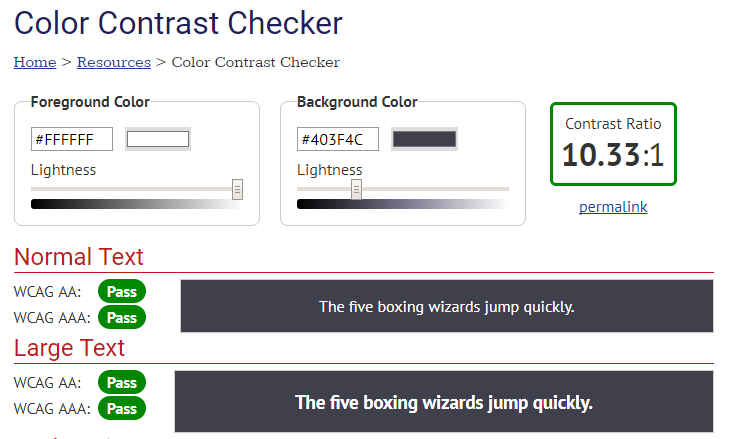 Color Contrast Checker
Home > Resources > Color Contrast Checker
Foreground Color
#FFFFFF
Lightness
Background Color
#403F4C
Lightness
Contrast Ratio
10.33:1
permalink
Normal Text
WCAG AA: Pass
WCAG AAA: Pass
The five boxing wizards jump quickly.
Large Text
WCAG AA: Pass
WCAG AAA: Pass
The five boxing wizards jump quickly.